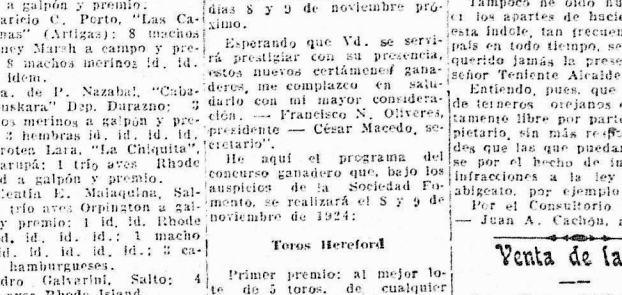 a galpón y premio.
aricio C. Porto, "Las Ca-
nas" (Artigas): 8 machos
ney Marsh a campo y pre-
8 machos merinos id. id.
idem.
a. de P. Nazabal, "Caba-
uskara" Dep. Durazno: 3
os merinos a galpón y pre-
3 hembras id. id. id. id.
rotea Lara, "La Chiquita",
arupá: 1 trío aves Rhode
d a galpón y premio.
entín E. Malaquina, Sal-
trío aves Orpington a gal-
y premio: 1 id. id. Rhode
d. id. id. id.: 1 macho
id. id. id. id.: 3 ca-
hamburgueses.
dro Galvarini, Salto: 4
aves Rhode Island
días 8 y 9 de noviembre pró-
ximo.
Esperando que Vd. se servi-
rá prestigiar con su presencia,
estos nuevos certámenes gana-
deros, me complazco en salu-
darlo con mi mayor considera-
ción. — Francisco N. Oliveres,
presidente — César Macedo, se-
cretario".
He aquí el programa del
concurso ganadero que, bajo los
auspicios de la Sociedad Fo-
mento, se realizará el 8 y 9 de
noviembre de 1924:
Toros Hereford
Primer premio: al mejor lo-
te de 5 toros, de cualquier
Tampoco he oído
los apartes de
esta índole, tan
país en todo tiempo, se
querido jamás la
señor Teniente Alcalde
Entiendo, pues, que
de terneros orejanos
tamente libre por parte
pietario, sin más
des que las que puedan
se por el hecho de
infracciones a la ley
abigeato, por ejemplo
Por el Consultorio
— Juan A. Cachón,
Venta de la